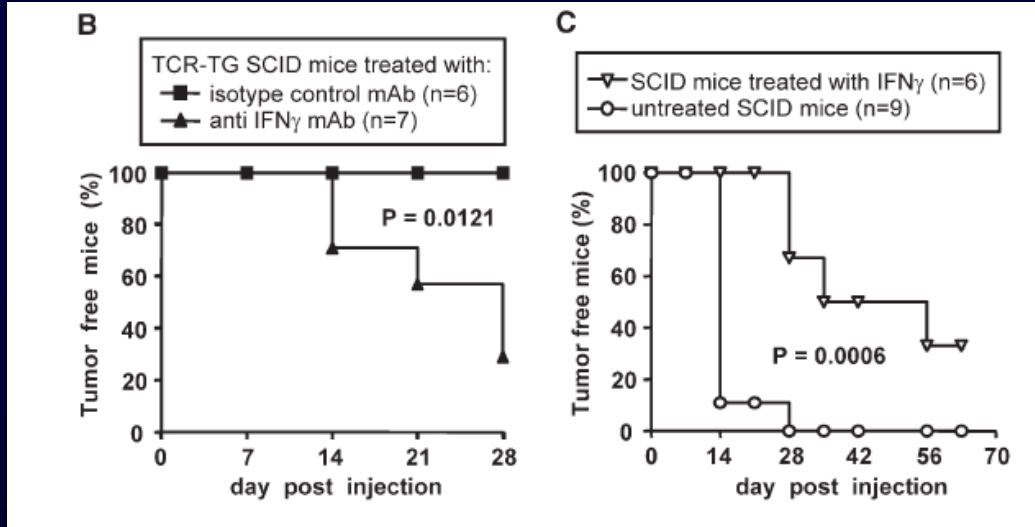 B
TCR-TG SCID mice treated with:
isotype control mAb (n=6)
anti IFNγ mAb (n=7)
Tumor free mice (%)
100
80
60
40
20
0
P = 0.0121
0 7 14 21 28
day post injection
C
SCID mice treated with IFNγ (n=6)
untreated SCID mice (n=9)
Tumor free mice (%)
100
80
60
40
20
0
P = 0.0006
0 14 28 42 56 70
day post injection